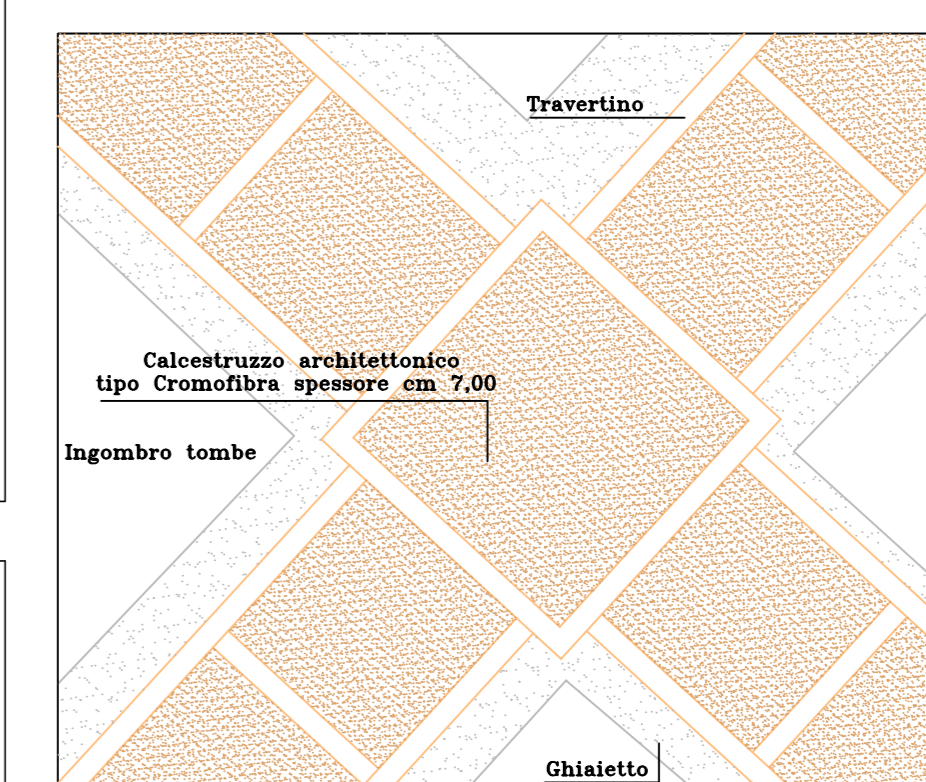 Travertino
Calcestruzzo architettonico
tipo Cromofibra spessore cm 7,00
Ingombro tombe
Ghiaietto